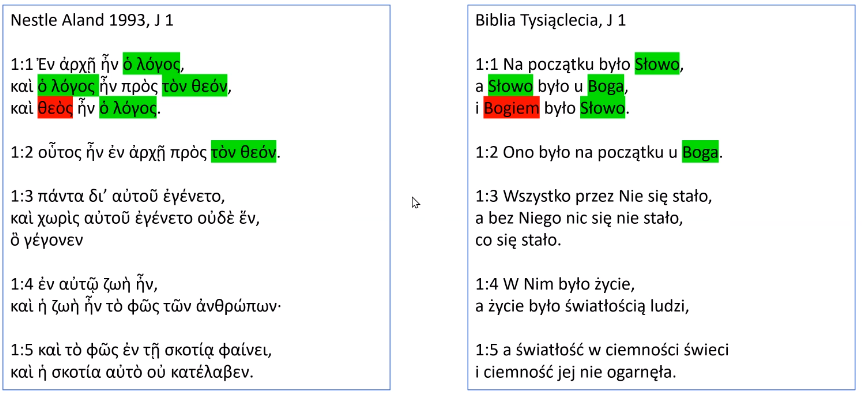 Nestle Aland 1993, J 1
1:1 Ἐν ἀρχῇ ἦν ὁ λόγος,
καὶ ὁ λόγος ἦν πρὸς τὸν θεόν,
καὶ θεὸς ἦν ὁ λόγος.
1:2 οὗτος ἦν ἐν ἀρχῇ πρὸς τὸν θεόν.
1:3 πάντα δι’ αὐτοῦ ἐγένετο,
καὶ χωρὶς αὐτοῦ ἐγένετο οὐδὲ ἕν,
ὃ γέγονεν
1:4 ἐν αὐτῷ ζωὴ ἦν,
καὶ ἡ ζωὴ ἦν τὸ φῶς τῶν ἀνθρώπων·
1:5 καὶ τὸ φῶς ἐν τῇ σκοτίᾳ φαίνει,
καὶ ἡ σκοτία αὐτὸ οὐ κατέλαβεν.
Biblia Tysiąclecia, J 1
1:1 Na początku było Słowo,
a Słowo było u Boga,
i Bogiem było Słowo.
1:2 Ono było na początku u Boga.
1:3 Wszystko przez Nie się stało,
a bez Niego nic się nie stało,
co się stało.
1:4 W Nim było życie,
a życie było światłością ludzi,
1:5 a światłość w ciemności świeci
i ciemność jej nie ogarnęła.